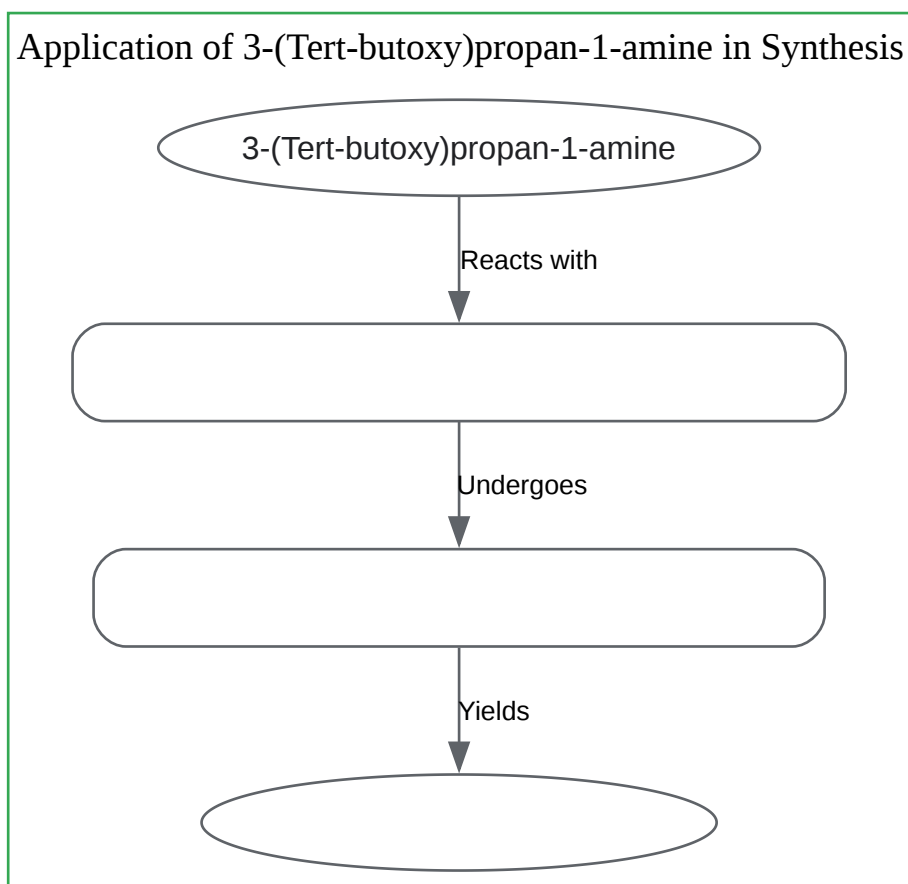 Application of 3-(Tert-butoxy)propan-1-amine in Synthesis
3-(Tert-butoxy)propan-1-amine
Reacts with
Undergoes
Yields